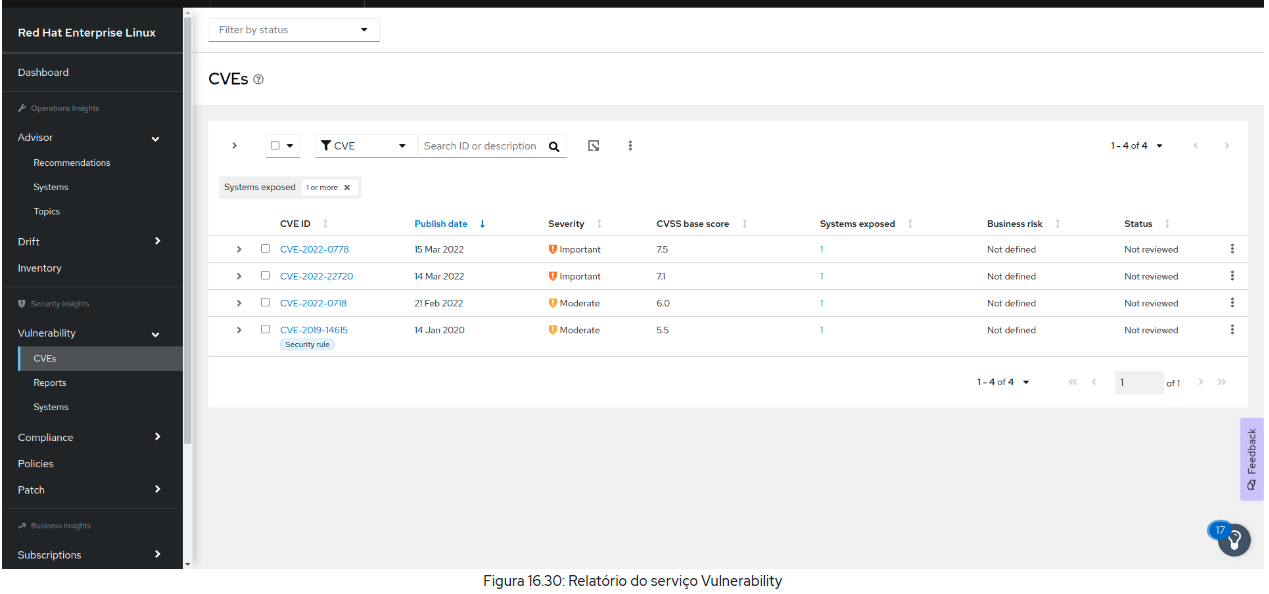 Red Hat Enterprise Linux
Filter by status
Dashboard
CVEs
Operations Insights
Advisor
Recommendations
Systems
Topics
Drift
Inventory
Security Insights
Vulnerability
CVEs
Reports
Systems
Compliance
Policies
Patch
Business Insights
Subscriptions
CVE
Search ID or description
1 - 4 of 4
Systems exposed 1 or more
CVE ID Publish date Severity CVSS base score Systems exposed Business risk Status
CVE-2022-0778 15 Mar 2022 Important 7.5 1 Not defined Not reviewed
CVE-2022-22720 14 Mar 2022 Important 7.1 1 Not defined Not reviewed
CVE-2022-0718 21 Feb 2022 Moderate 6.0 1 Not defined Not reviewed
CVE-2019-14615 14 Jan 2020 Moderate 5.5 1 Not defined Not reviewed
Security rule
1 - 4 of 4 1 of 1
Feedback
17
Figura 16.30: Relatório do serviço Vulnerability